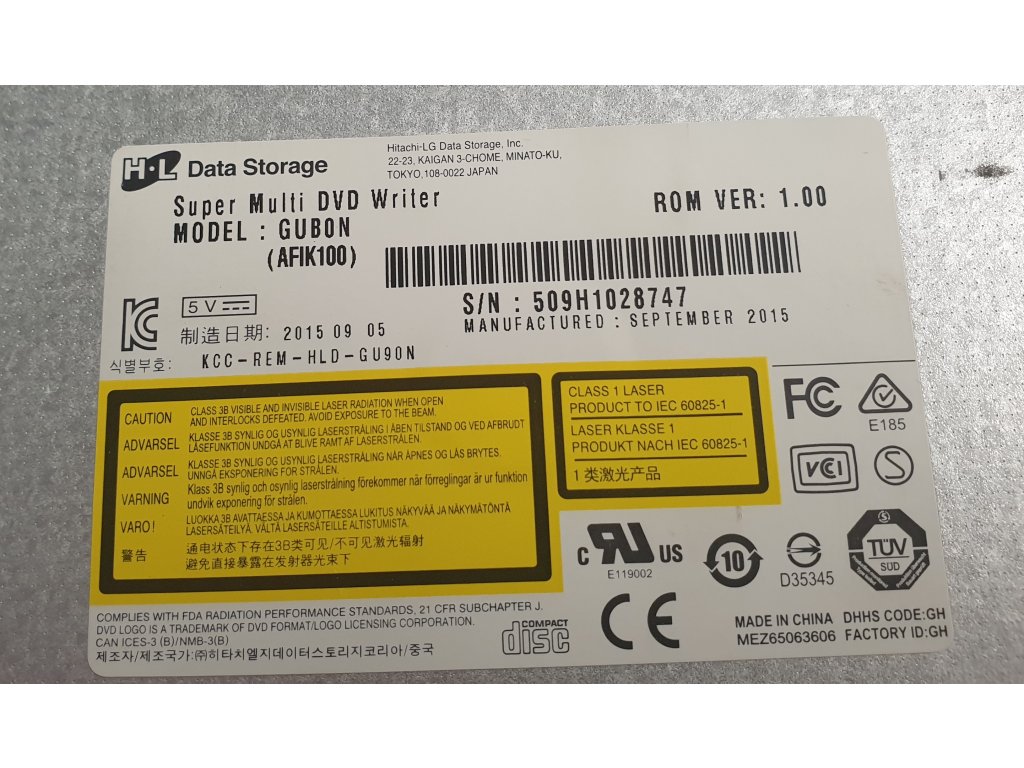 H·L Data Storage
Hitachi-LG Data Storage, Inc.
22-23, KAIGAN 3-CHOME, MINATO-KU,
TOKYO,108-0022 JAPAN
Super Multi DVD Writer
MODEL : GUB0N
(AFIK100)
ROM VER: 1.00
S/N : 509H1028747
MANUFACTURED : SEPTEMBER 2015
5V
制造日期: 2015 09 05
식별부호: KCC-REM-HLD-GU90N
CAUTION CLASS 3B VISIBLE AND INVISIBLE LASER RADIATION WHEN OPEN
AND INTERLOCKS DEFEATED. AVOID EXPOSURE TO THE BEAM.
ADVARSEL KLASSE 3B SYNLIG OG USYNLIG LASERSTRÅLING I ÅBEN TILSTAND OG VED AFBRUDT
LÅSEFUNKTION UNDGÅ AT BLIVE RAMT AF LASERSTRÅLEN.
ADVARSEL KLASSE 3B SYNLIG OG USYNLIG LASERSTRÅLING NÅR ÅPNES OG LÅS BRYTES.
UNNGÅ EKSPONERING FOR STRÅLEN.
VARNING Klass 3B synlig och osynlig laserstrålning förekommer när förreglingar är ur funktion
undvik exponering för strålen.
VARO! LUOKKA 3B AVATTAESSA JA KUMOTTAESSA LUKITUS NÄKYVÄÄ JA NÄKYMÄTÖNTÄ
LASERSÄTEILYÄ. VÄLTÄ LASERSÄTEILLE ALTISTUMISTA.
警告 通电状态下存在3B类可见/不可见激光辐射
避免直接暴露在发射器光束下
CLASS 1 LASER
PRODUCT TO IEC 60825-1
LASER KLASSE 1
PRODUKT NACH IEC 60825-1
1 类激光产品
FC
E185
VCI
S
C RU US
E119002
10
D35345
TÜV
SÜD
COMPLIES WITH FDA RADIATION PERFORMANCE STANDARDS, 21 CFR SUBCHAPTER J.
DVD LOGO IS A TRADEMARK OF DVD FORMAT/LOGO LICENSING CORPORATION.
CAN ICES-3 (B)/NMB-3(B)
제조자/제조국가:㈜히타치엘지데이터스토리지코리아/중국
COMPACT
disc
CE
MADE IN CHINA DHHS CODE:GH
MEZ65063606 FACTORY ID:GH